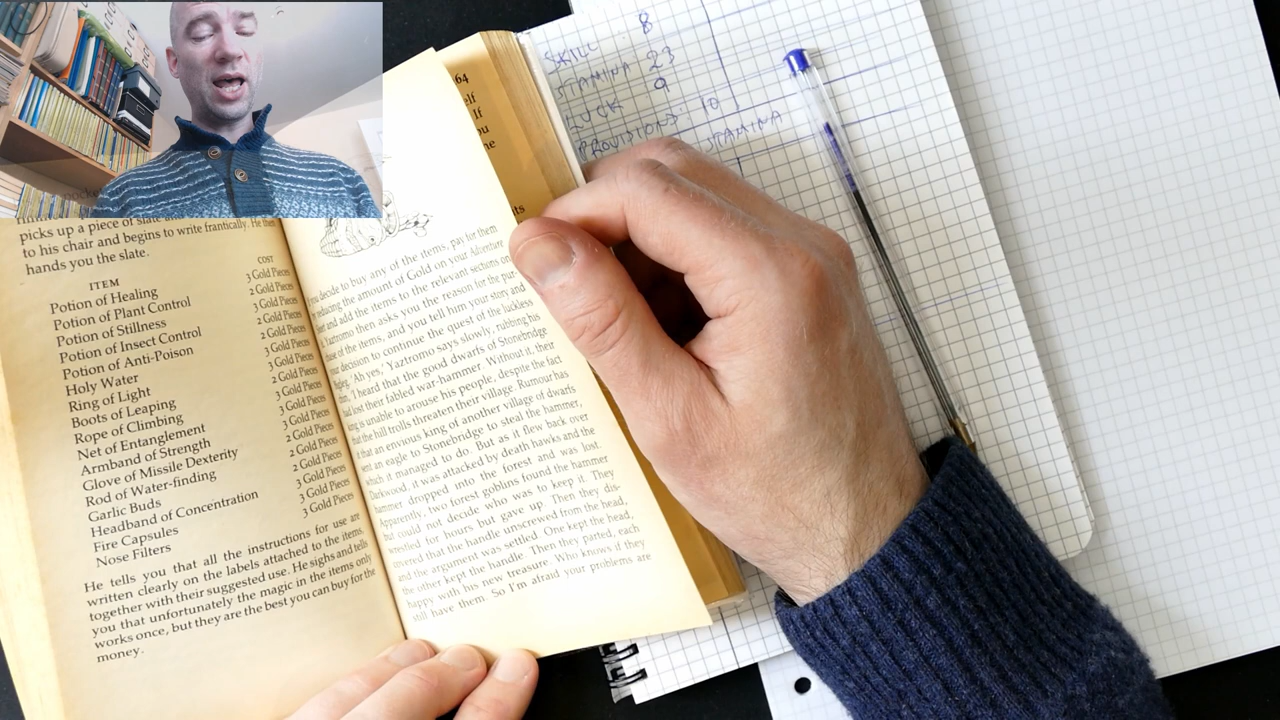 picks up a piece of slate and
to his chair and begins to write frantically. He then
hands you the slate.
ITEM COST
Potion of Healing 3 Gold Pieces
Potion of Plant Control 2 Gold Pieces
Potion of Stillness 3 Gold Pieces
Potion of Insect Control 2 Gold Pieces
Potion of Anti-Poison 3 Gold Pieces
Holy Water 2 Gold Pieces
Ring of Light 3 Gold Pieces
Boots of Leaping 2 Gold Pieces
Rope of Climbing 3 Gold Pieces
Net of Entanglement 3 Gold Pieces
Armband of Strength 2 Gold Pieces
Glove of Missile Dexterity 3 Gold Pieces
Rod of Water-finding 2 Gold Pieces
Garlic Buds 2 Gold Pieces
Headband of Concentration 3 Gold Pieces
Fire Capsules 3 Gold Pieces
Nose Filters 3 Gold Pieces
He tells you that all the instructions for use are
written clearly on the labels attached to the items,
together with their suggested use. He sighs and tells
you that unfortunately the magic in the items only
works once, but they are the best you can buy for the
money.
you decide to buy any of the items, pay for them
reducing the amount of Gold on your Adventure
and add the items to the relevant sections on
Yaztromo then asks you the reason for the pur-
chase of the items, and you tell him your story and
your decision to continue the quest of the luckless
'Ah yes,' Yaztromo says slowly, rubbing his
chin, 'I heard that the good dwarfs of Stonebridge
had lost their fabled war-hammer. Without it, their
king is unable to arouse his people, despite the fact
that the hill trolls threaten their village. Rumour has
it that an envious king of another village of dwarfs
sent an eagle to Stonebridge to steal the hammer,
which it managed to do. But as it flew back over
Darkwood, it was attacked by death hawks and the
hammer dropped into the forest and was lost.
Apparently, two forest goblins found the hammer
but could not decide who was to keep it. They
wrestled for hours but gave up. Then they dis-
covered that the handle unscrewed from the head,
and the argument was settled. One kept the head,
the other kept the handle. Then they parted, each
happy with his new treasure. Who knows if they
still have them. So I'm afraid your problems are
64
elf
If
ou
he
ts
SKILL 8
STAMINA 23
LUCK 9
PROVISIONS: 10
STAMINA